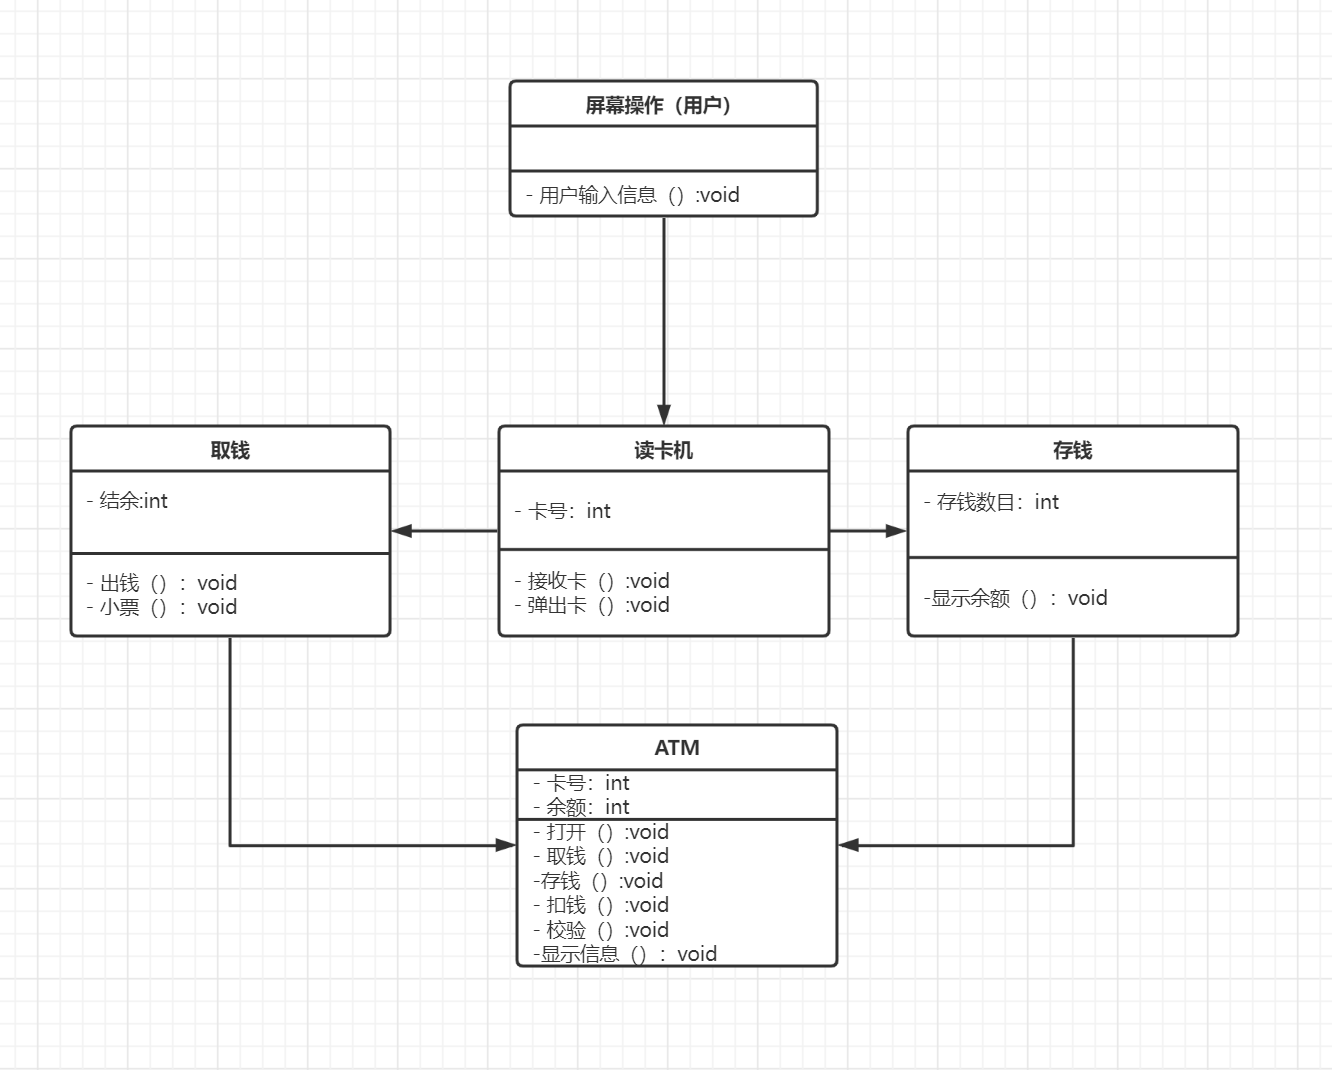 屏幕操作（用户）
- 用户输入信息（）:void
取钱
- 结余:int
- 出钱（）：void
- 小票（）：void
读卡机
- 卡号：int
- 接收卡（）:void
- 弹出卡（）:void
存钱
- 存钱数目：int
-显示余额（）：void
ATM
- 卡号：int
- 余额：int
- 打开（）:void
- 取钱（）:void
-存钱（）:void
- 扣钱（）:void
- 校验（）:void
-显示信息（）：void